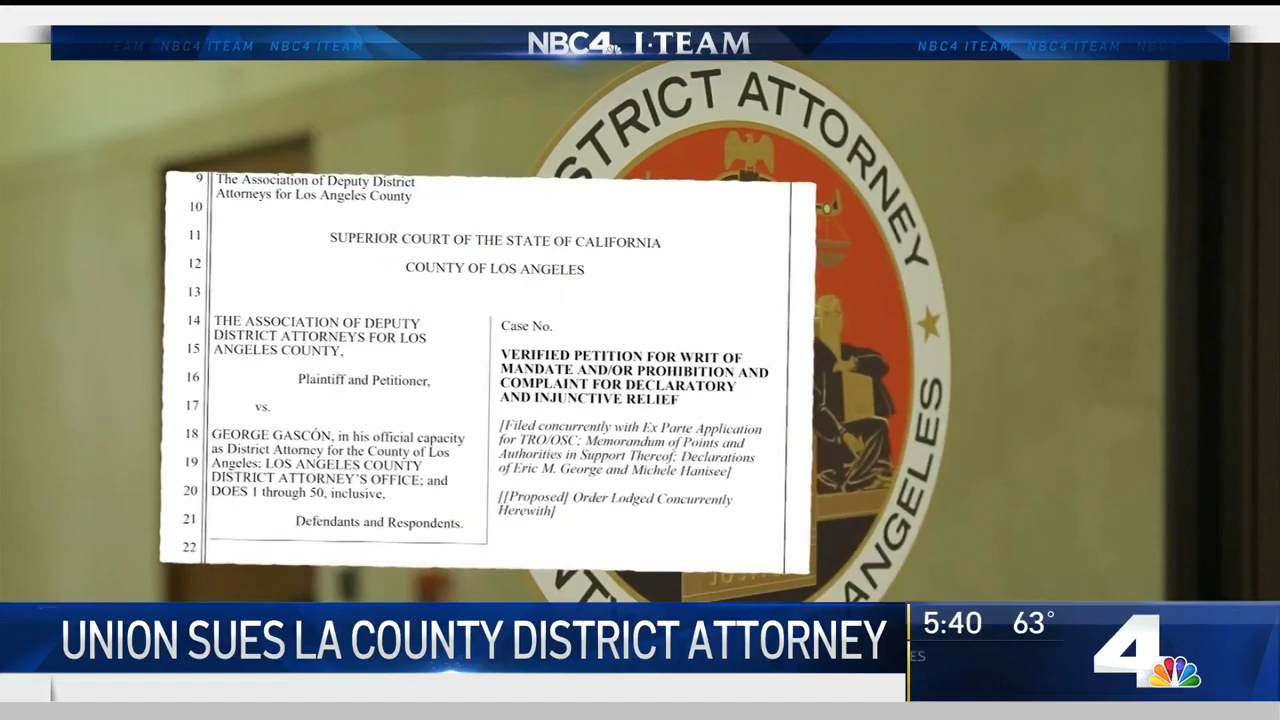 TEAM NBC4 ITEAM NBC4 ITEAM
NBC4 I·TEAM
NBC4 ITEAM NBC4 ITEAM NBC
STRICT ATTORNEY
ANGELES
9 The Association of Deputy District
Attorneys for Los Angeles County
10
11 SUPERIOR COURT OF THE STATE OF CALIFORNIA
12 COUNTY OF LOS ANGELES
13
14 THE ASSOCIATION OF DEPUTY
DISTRICT ATTORNEYS FOR LOS
15 ANGELES COUNTY,
16 Plaintiff and Petitioner,
17 vs.
18 GEORGE GASCÓN, in his official capacity
as District Attorney for the County of Los
19 Angeles; LOS ANGELES COUNTY
DISTRICT ATTORNEY'S OFFICE; and
20 DOES 1 through 50, inclusive,
21 Defendants and Respondents.
22
Case No.
VERIFIED PETITION FOR WRIT OF
MANDATE AND/OR PROHIBITION AND
COMPLAINT FOR DECLARATORY
AND INJUNCTIVE RELIEF
[Filed concurrently with Ex Parte Application
for TRO/OSC; Memorandum of Points and
Authorities in Support Thereof; Declarations
of Eric M. George and Michele Hanisee]
[[Proposed] Order Lodged Concurrently
Herewith]
UNION SUES LA COUNTY DISTRICT ATTORNEY
5:40 63°
ES
4